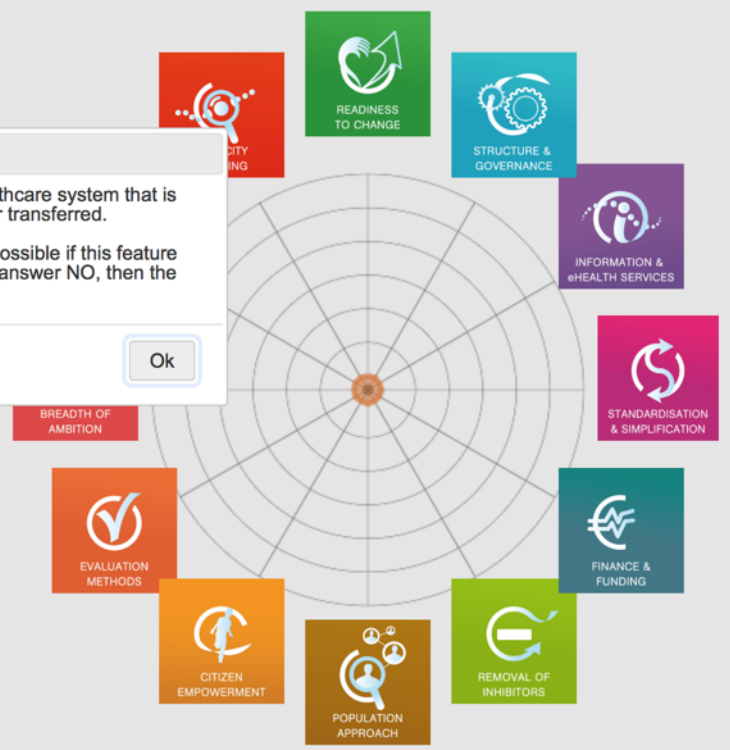 READINESS
TO CHANGE
STRUCTURE &
GOVERNANCE
INFORMATION &
eHEALTH SERVICES
STANDARDISATION
& SIMPLIFICATION
FINANCE &
FUNDING
REMOVAL OF
INHIBITORS
POPULATION
APPROACH
CITIZEN
EMPOWERMENT
EVALUATION
METHODS
BREADTH OF
AMBITION
CITY
ING
thcare system that is
r transferred.
ossible if this feature
answer NO, then the
Ok